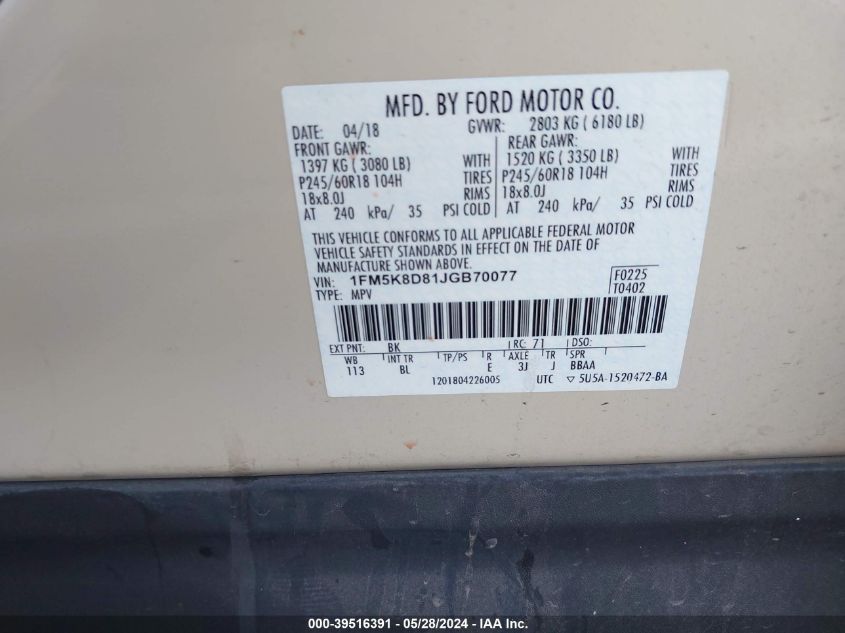 MFD. BY FORD MOTOR CO.
DATE: 04/18 GVWR: 2803 KG ( 6180 LB)
FRONT GAWR: REAR GAWR:
1397 KG ( 3080 LB) WITH 1520 KG ( 3350 LB) WITH
P245/60R18 104H TIRES P245/60R18 104H TIRES
18x8.0J RIMS 18x8.0J RIMS
AT 240 kPa/ 35 PSI COLD AT 240 kPa/ 35 PSI COLD
THIS VEHICLE CONFORMS TO ALL APPLICABLE FEDERAL MOTOR
VEHICLE SAFETY STANDARDS IN EFFECT ON THE DATE OF
MANUFACTURE SHOWN ABOVE.
VIN: 1FM5K8D81JGB70077 F0225
TYPE: MPV T0402
EXT PNT: BK RC: 71 DSO:
WB INT TR TP/PS R AXLE TR SPR
113 BL E 3J J BBAA
12018042260​05 UTC ▽ 5U5A-1520472-BA
000-39516391 - 05/28/2024 - IAA, Inc.